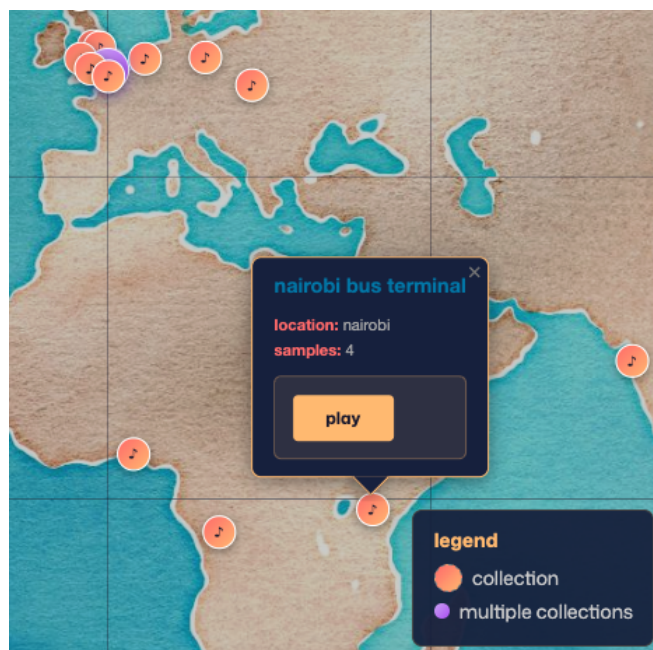 nairobi bus terminal
location: nairobi
samples: 4
play
legend
collection
multiple collections